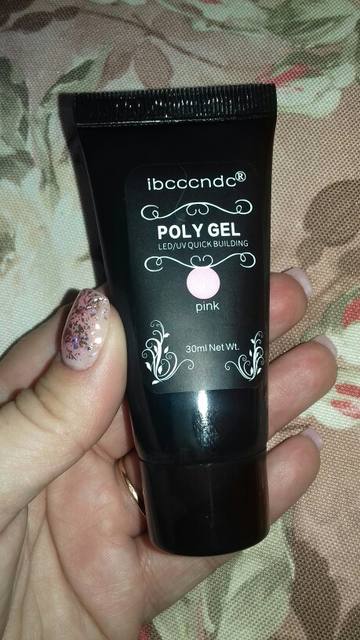 ibcccndc®
POLY GEL
LED/UV QUICK BUILDING
pink
30ml Net Wt.